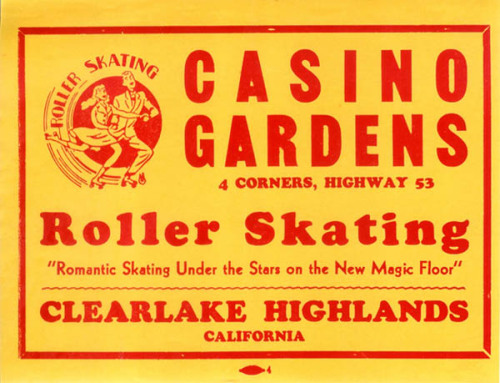 ROLLER SKATING
CASINO
GARDENS
4 CORNERS, HIGHWAY 53
Roller Skating
"Romantic Skating Under the Stars on the New Magic Floor"
CLEARLAKE HIGHLANDS
CALIFORNIA
4